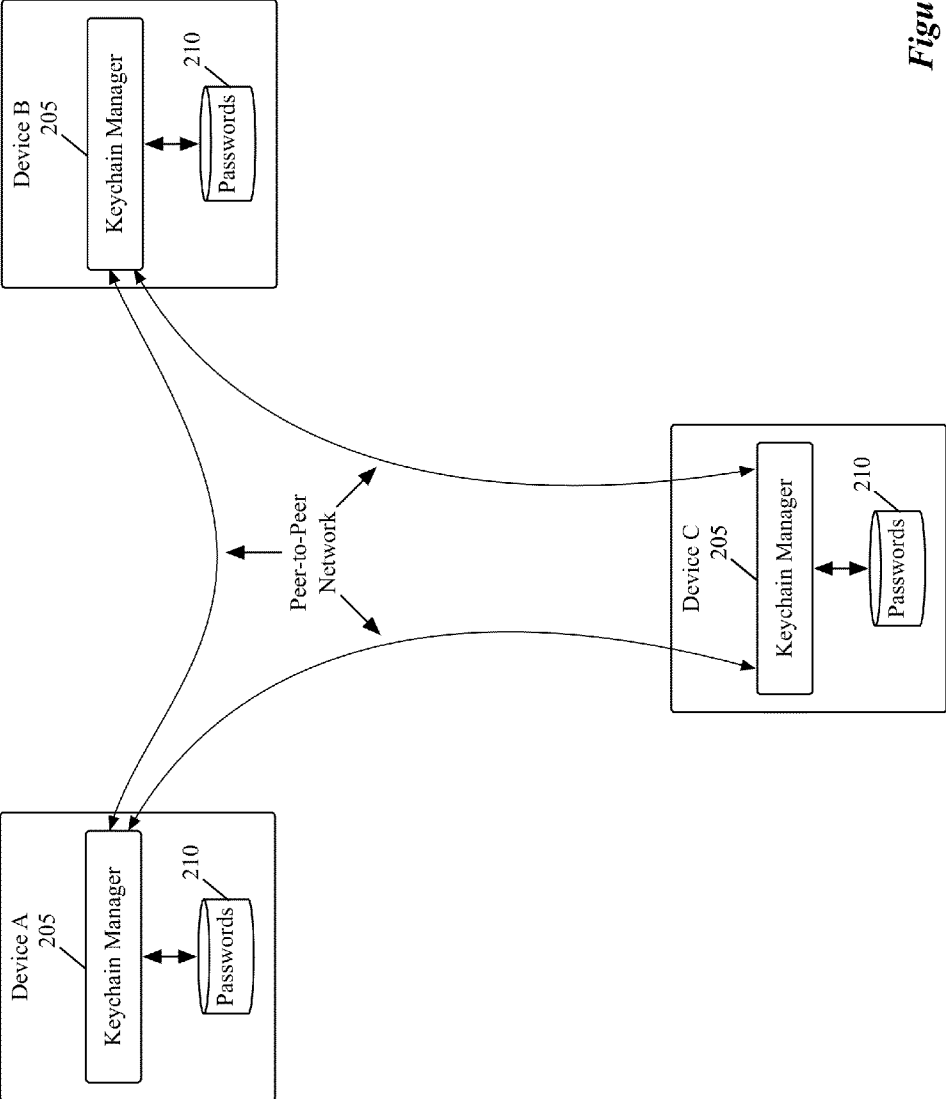 Device A
205
Keychain Manager
210
Passwords
Device B
205
Keychain Manager
210
Passwords
Peer-to-Peer
Network
Device C
205
Keychain Manager
210
Passwords
Figu